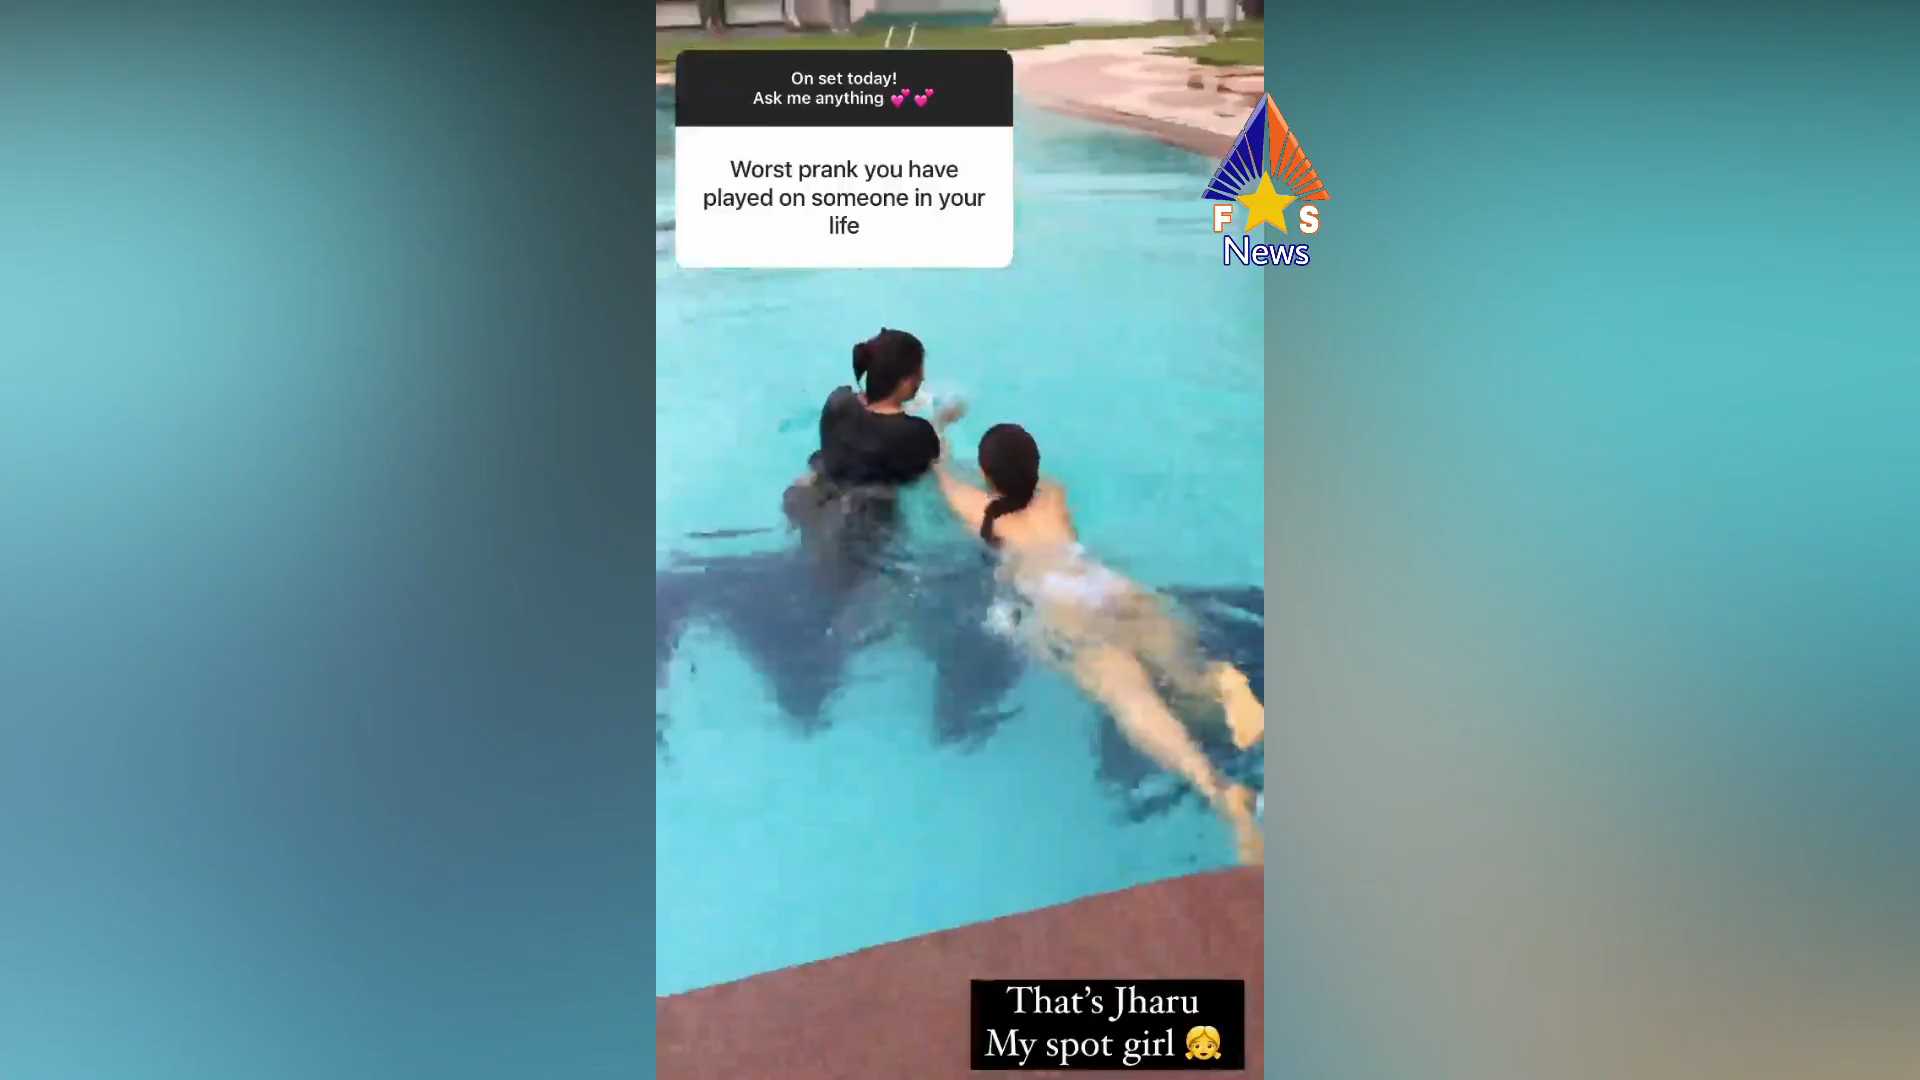 On set today!
Ask me anything 💕💕
Worst prank you have
played on someone in your
life
F S
News
That's Jharu
My spot girl 👧